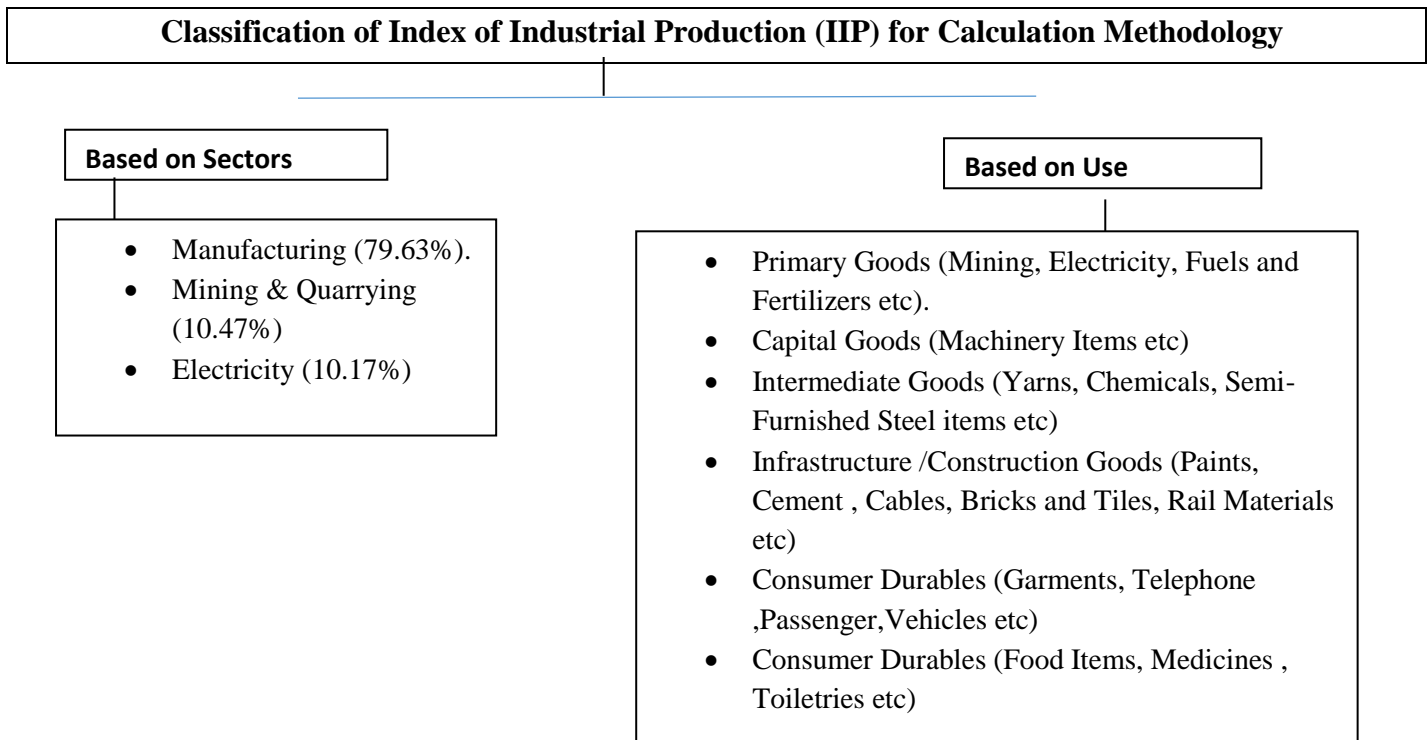 Classification of Index of Industrial Production (IIP) for Calculation Methodology
Based on Sectors
• Manufacturing (79.63%).
• Mining & Quarrying
(10.47%)
• Electricity (10.17%)
Based on Use
• Primary Goods (Mining, Electricity, Fuels and
Fertilizers etc).
• Capital Goods (Machinery Items etc)
• Intermediate Goods (Yarns, Chemicals, Semi-
Furnished Steel items etc)
• Infrastructure /Construction Goods (Paints,
Cement , Cables, Bricks and Tiles, Rail Materials
etc)
• Consumer Durables (Garments, Telephone
,Passenger,Vehicles etc)
• Consumer Durables (Food Items, Medicines ,
Toiletries etc)